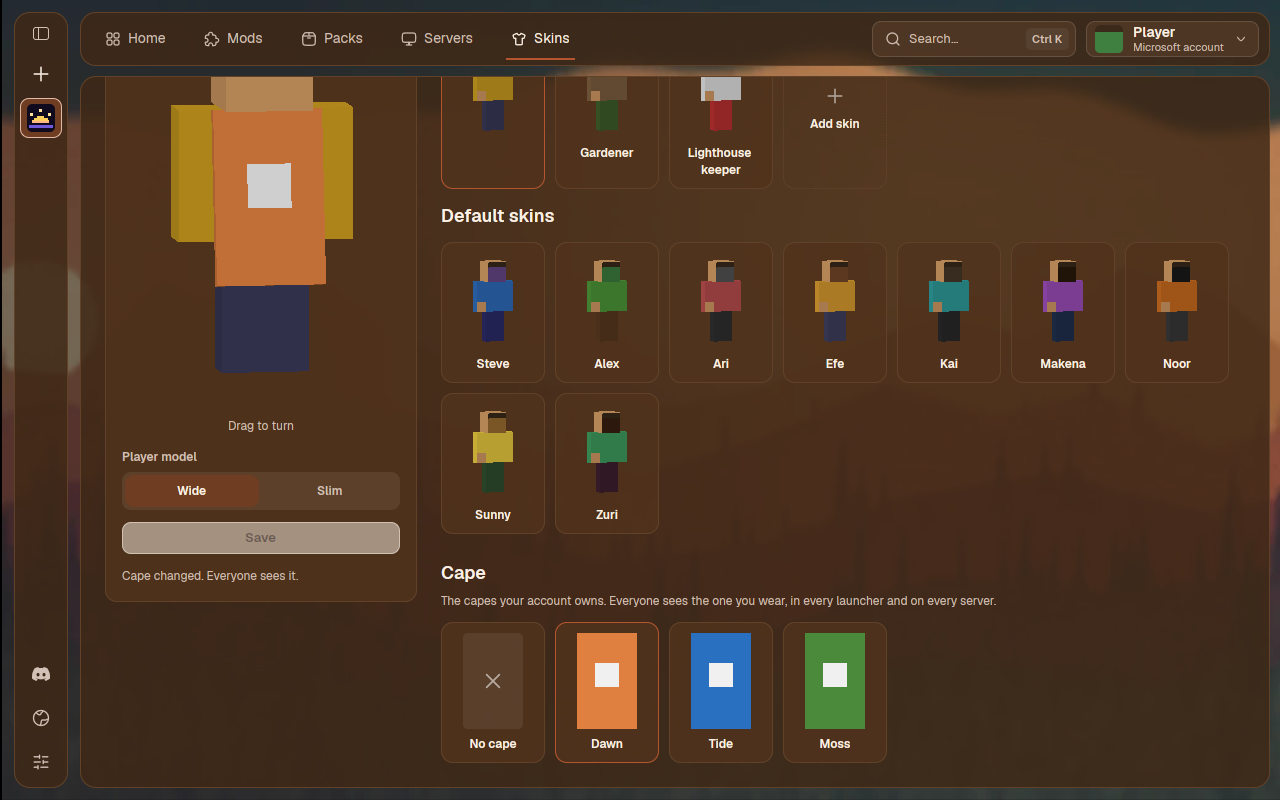 Home
Mods
Packs
Servers
Skins
Search...
Ctrl K
Player
Microsoft account
Gardener
Lighthouse
keeper
Add skin
Default skins
Steve
Alex
Ari
Efe
Kai
Makena
Noor
Drag to turn
Player model
Wide
Slim
Sunny
Zuri
Save
Cape changed. Everyone sees it.
Cape
The capes your account owns. Everyone sees the one you wear, in every launcher and on every server.
No cape
Dawn
Tide
Moss